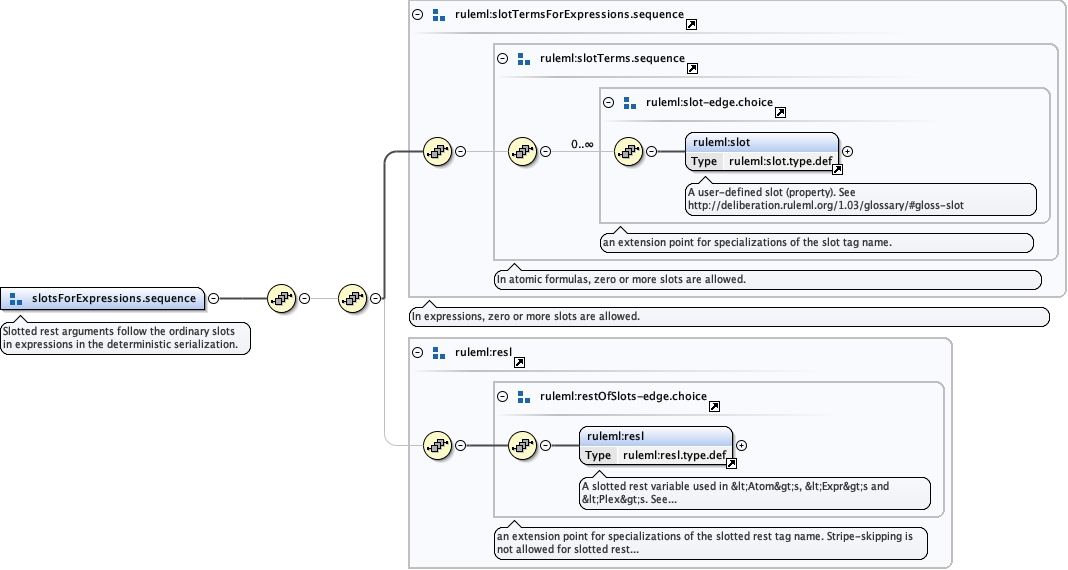 ruleml:slotTermsForExpressions.sequence
ruleml:slotTerms.sequence
ruleml:slot-edge.choice
0..∞
ruleml:slot
Type ruleml:slot.type.def
A user-defined slot (property). See
http://deliberation.ruleml.org/1.03/glossary/#gloss-slot
an extension point for specializations of the slot tag name.
In atomic formulas, zero or more slots are allowed.
In expressions, zero or more slots are allowed.
slotsForExpressions.sequence
Slotted rest arguments follow the ordinary slots
in expressions in the deterministic serialization.
ruleml:resl
ruleml:restOfSlots-edge.choice
ruleml:resl
Type ruleml:resl.type.def
A slotted rest variable used in &lt;Atom&gt;s, &lt;Expr&gt;s and
&lt;Plex&gt;s. See...
an extension point for specializations of the slotted rest tag name. Stripe-skipping is
not allowed for slotted rest...